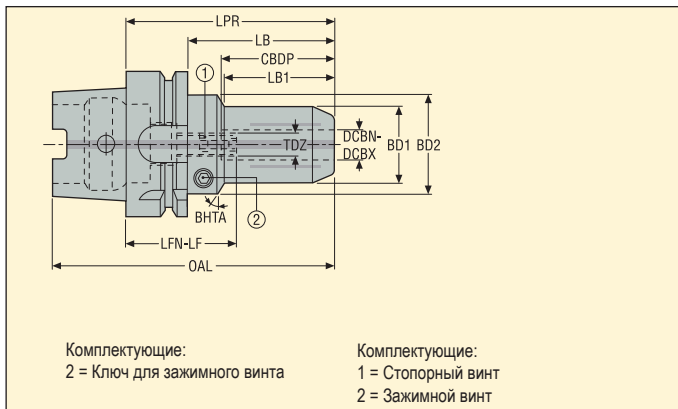 LPR
LB
CBDP
LB1
1
TDZ
DCBN-
DCBX
BD1
BD2
BHTA
2
LFN-LF
OAL
Комплектующие:
2 = Ключ для зажимного винта
Комплектующие:
1 = Стопорный винт
2 = Зажимной винт